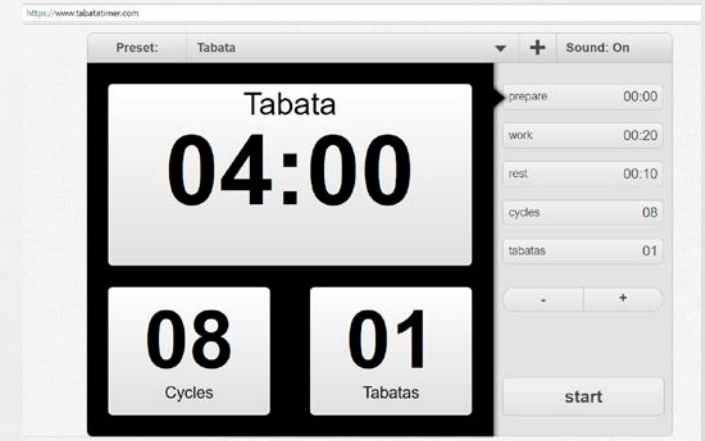 https://www.tabatatimer.com
Preset: Tabata + Sound: On
Tabata
04:00
08
Cycles
01
Tabatas
prepare 00:00
work 00:20
rest 00:10
cycles 08
tabatas 01
- +
start